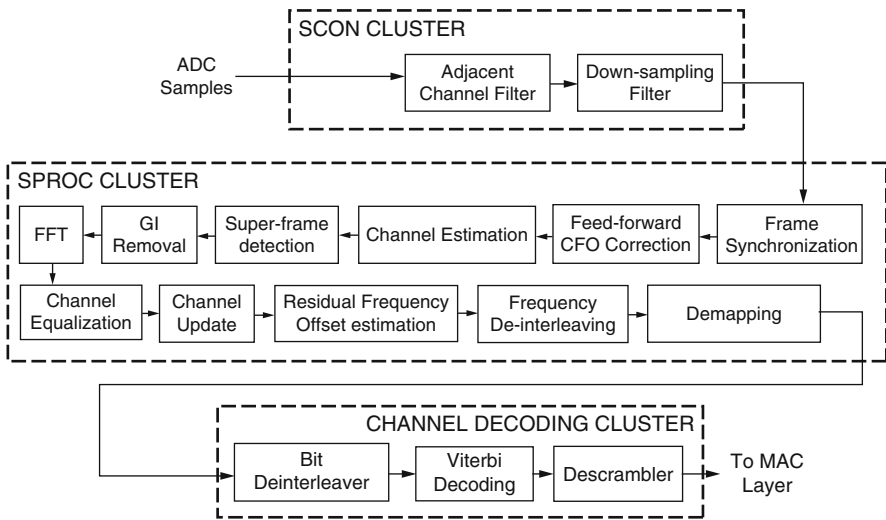 SCON CLUSTER
ADC
Samples
Adjacent
Channel Filter
Down-sampling
Filter
SPROC CLUSTER
FFT
GI
Removal
Super-frame
detection
Channel Estimation
Feed-forward
CFO Correction
Frame
Synchronization
Channel
Equalization
Channel
Update
Residual Frequency
Offset estimation
Frequency
De-interleaving
Demapping
CHANNEL DECODING CLUSTER
Bit
Deinterleaver
Viterbi
Decoding
Descrambler
To MAC
Layer